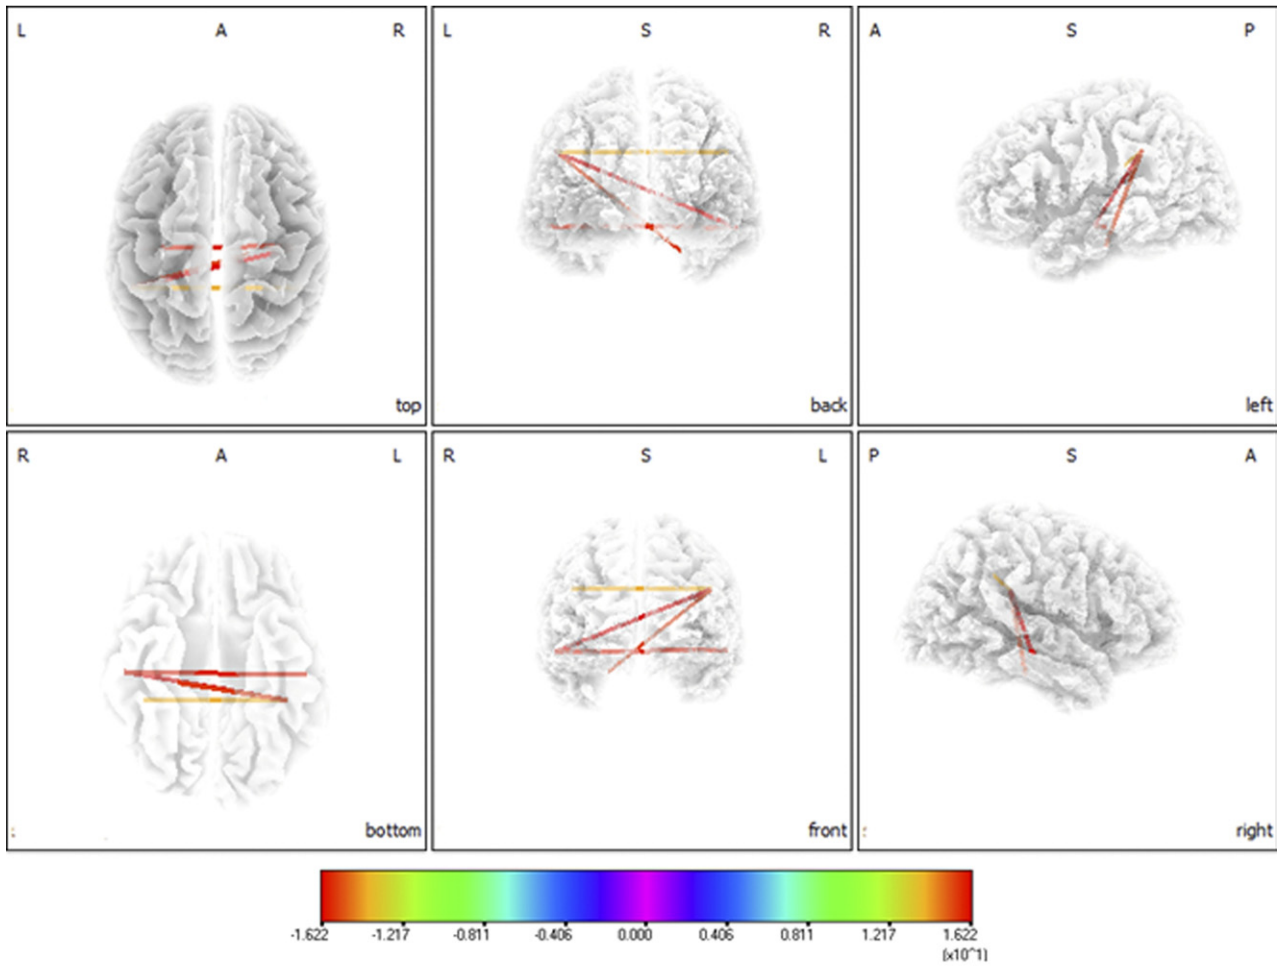 L A R
top
L S R
back
A S P
left
R A L
bottom
R S L
front
P S A
right
-1.622 -1.217 -0.811 -0.406 0.000 0.406 0.811 1.217 1.622
[x10^1]